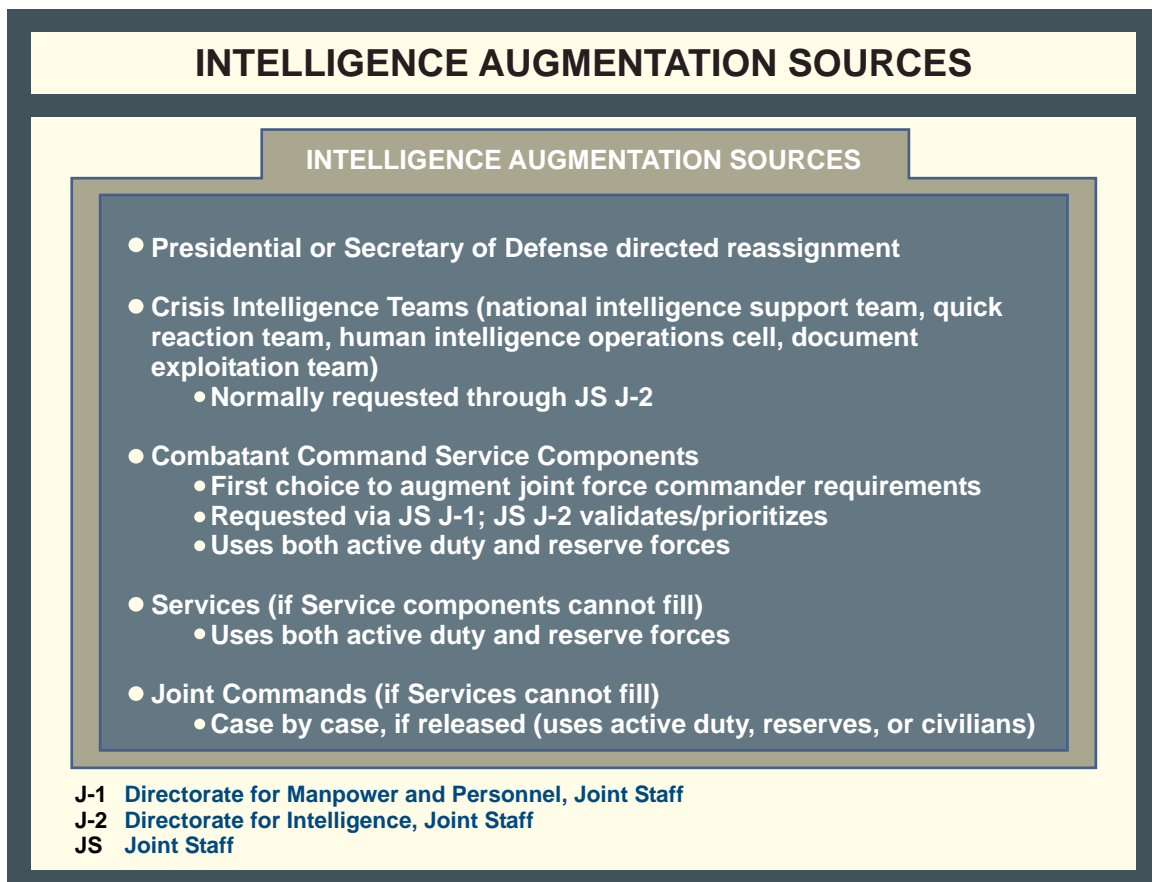 INTELLIGENCE AUGMENTATION SOURCES
INTELLIGENCE AUGMENTATION SOURCES
● Presidential or Secretary of Defense directed reassignment
● Crisis Intelligence Teams (national intelligence support team, quick
reaction team, human intelligence operations cell, document
exploitation team)
● Normally requested through JS J-2
● Combatant Command Service Components
● First choice to augment joint force commander requirements
● Requested via JS J-1; JS J-2 validates/prioritizes
● Uses both active duty and reserve forces
● Services (if Service components cannot fill)
● Uses both active duty and reserve forces
● Joint Commands (if Services cannot fill)
● Case by case, if released (uses active duty, reserves, or civilians)
J-1 Directorate for Manpower and Personnel, Joint Staff
J-2 Directorate for Intelligence, Joint Staff
JS Joint Staff